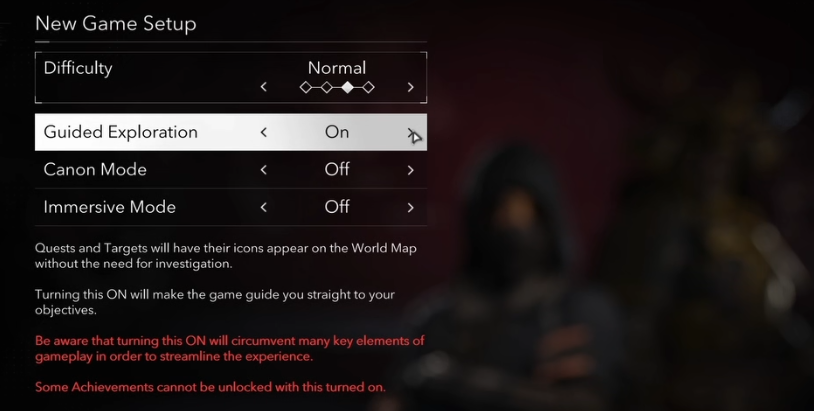 New Game Setup
Difficulty
Normal
Guided Exploration
On
Canon Mode
Off
Immersive Mode
Off
Quests and Targets will have their icons appear on the World Map
without the need for investigation.
Turning this ON will make the game guide you straight to your
objectives.
Be aware that turning this ON will circumvent many key elements of
gameplay in order to streamline the experience.
Some Achievements cannot be unlocked with this turned on.